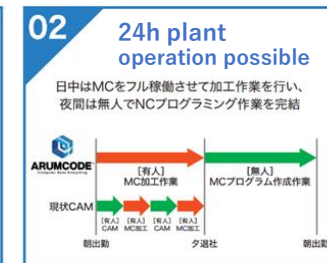 02
24h plant
operation possible
日中はMCをフル稼働させて加工作業を行い、
夜間は無人でNCプログラミング作業を完結
ARUMCODE
[有人]
MC加工作業
[無人]
MCプログラム作成作業
現状CAM
[有人]
CAM
[有人]
MC加工
[有人]
CAM
[有人]
MC加工
朝出勤
夕退社
朝出勤